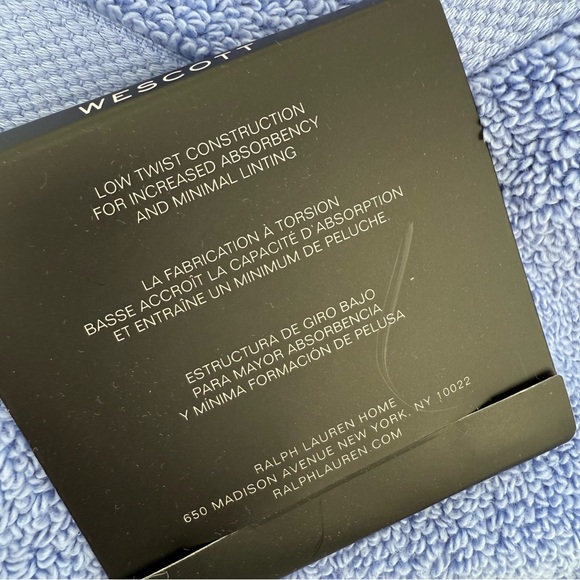 WESCOTT
LOW TWIST CONSTRUCTION
FOR INCREASED ABSORBENCY
AND MINIMAL LINTING
LA FABRICATION À TORSION
BASSE ACCROÎT LA CAPACITÉ D'ABSORPTION
ET ENTRAÎNE UN MINIMUM DE PELUCHE.
ESTRUCTURA DE GIRO BAJO
PARA MAYOR ABSORBENCIA
Y MÍNIMA FORMACIÓN DE PELUSA
RALPH LAUREN HOME
650 MADISON AVENUE NEW YORK, NY 10022
RALPHLAUREN.COM